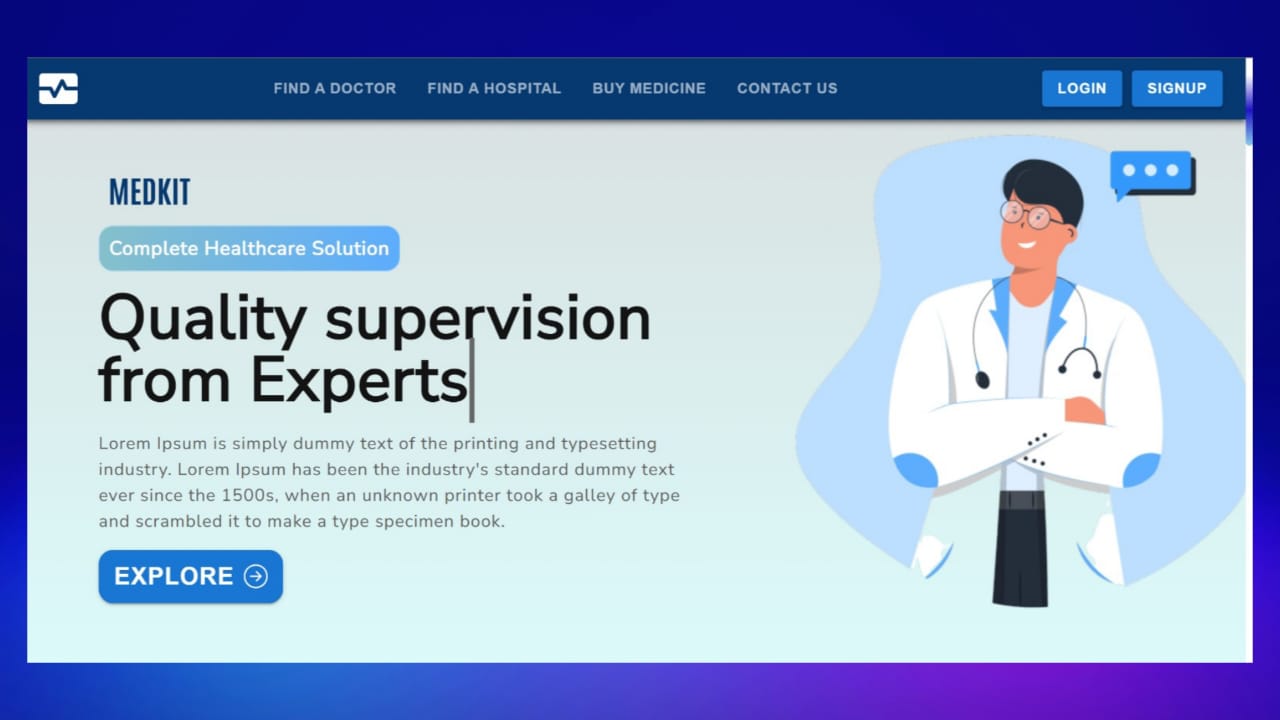 FIND A DOCTOR FIND A HOSPITAL BUY MEDICINE CONTACT US LOGIN SIGNUP
MEDKIT
Complete Healthcare Solution
Quality supervision
from Experts
Lorem Ipsum is simply dummy text of the printing and typesetting
industry. Lorem Ipsum has been the industry's standard dummy text
ever since the 1500s, when an unknown printer took a galley of type
and scrambled it to make a type specimen book.
EXPLORE